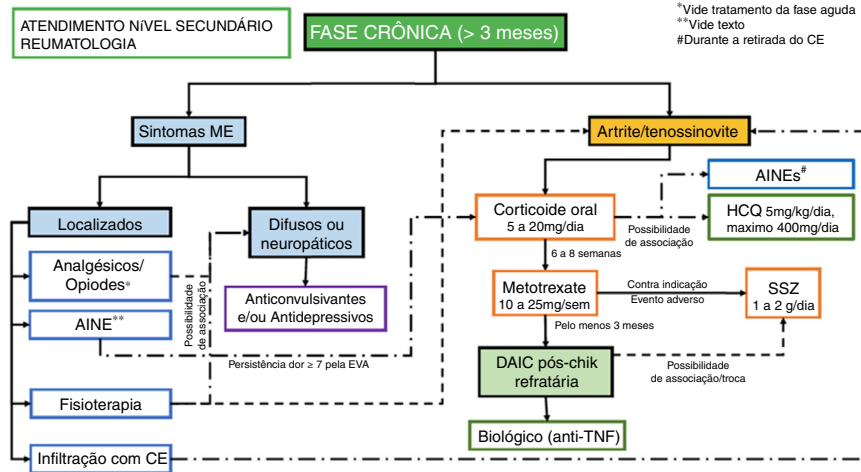 ATENDIMENTO NíVEL SECUNDÁRIO
REUMATOLOGIA
FASE CRÔNICA (> 3 meses)
*Vide tratamento da fase aguda
**Vide texto
#Durante a retirada do CE
Sintomas ME
Artrite/tenossinovite
Localizados
Difusos ou
neuropáticos
Analgésicos/
Opiodes*
AINE**
Fisioterapia
Infiltração com CE
Possibilidade
de associação
Anticonvulsivantes
e/ou Antidepressivos
Persistência dor ≥ 7 pela EVA
Corticoide oral
5 a 20mg/dia
Possibilidade
de associação
AINEs#
HCQ 5mg/kg/dia,
maximo 400mg/dia
6 a 8 semanas
Metotrexate
10 a 25mg/sem
Contra indicação
Evento adverso
SSZ
1 a 2 g/dia
Pelo menos 3 meses
DAIC pós-chik
refratária
Possibilidade
de associação/troca
Biológico (anti-TNF)